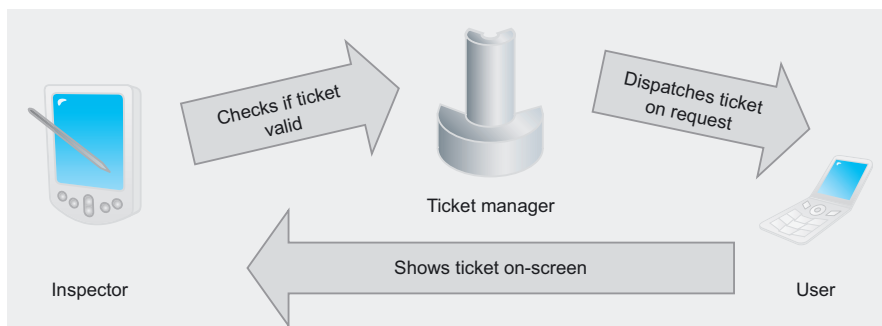 Checks if ticket
valid
Dispatches ticket
on request
Ticket manager
Shows ticket on-screen
Inspector
User